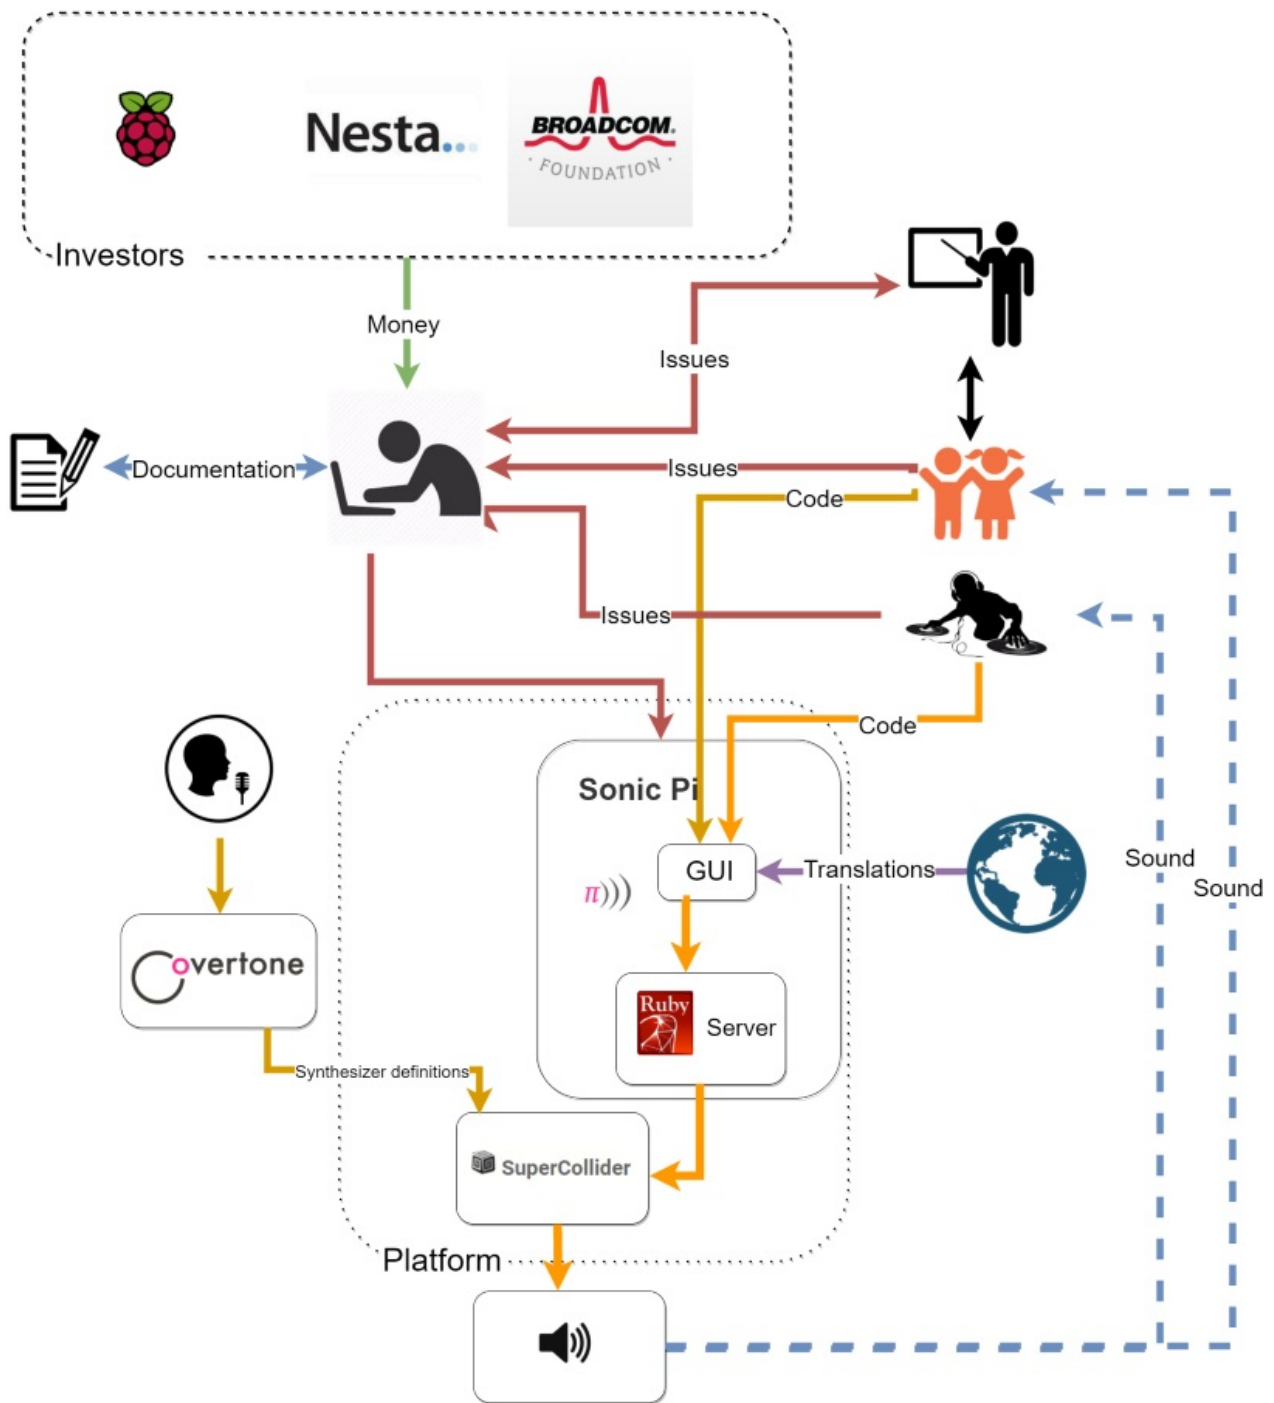 Nesta...
BROADCOM.
· FOUNDATION ·
Investors
Money
Issues
Documentation
Issues
Code
Issues
Code
Sonic Pi
GUI
Translations
Sound
Sound
π)))
overtone
Ruby
Server
Synthesizer definitions
SuperCollider
Platform